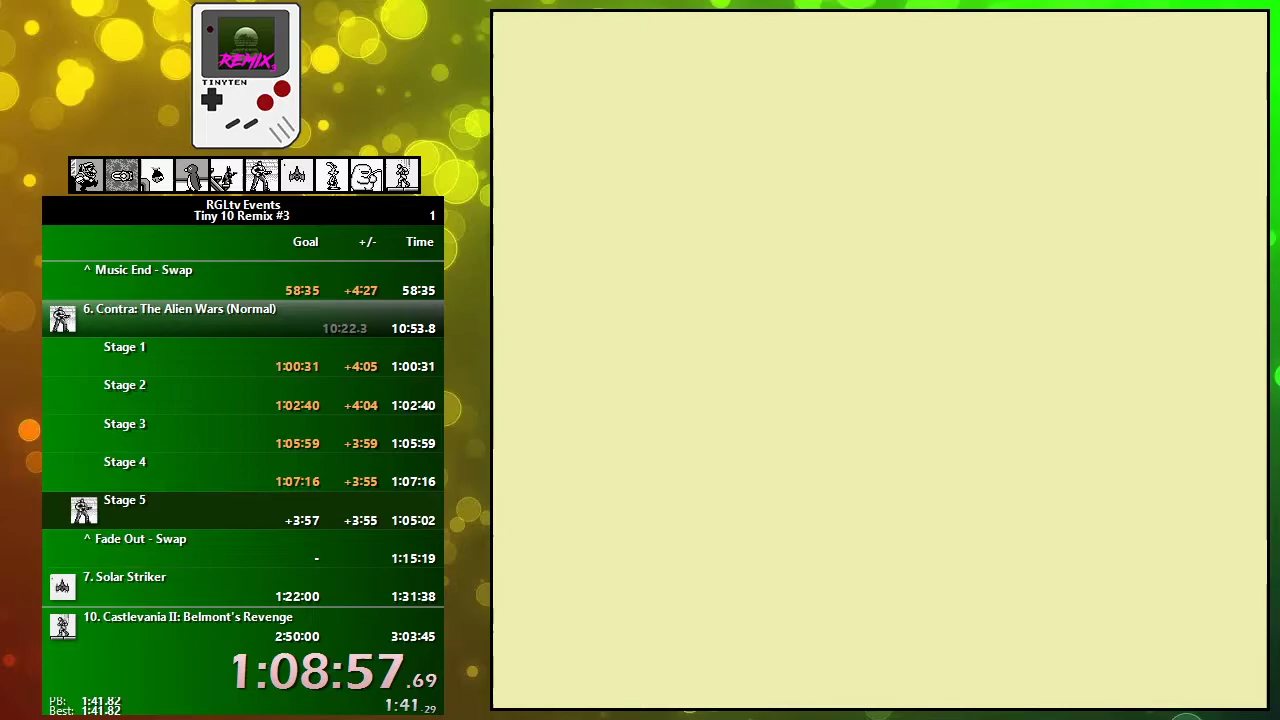 REMIX
TINYTEN
RGLtv Events
Tiny 10 Remix #3 1
Goal +/- Time
^ Music End - Swap
58:35 +4:27 58:35
6. Contra: The Alien Wars (Normal)
10:22.3 10:53.8
Stage 1
1:00:31 +4:05 1:00:31
Stage 2
1:02:40 +4:04 1:02:40
Stage 3
1:05:59 +3:59 1:05:59
Stage 4
1:07:16 +3:55 1:07:16
Stage 5
+3:57 +3:55 1:05:02
^ Fade Out - Swap
- 1:15:19
7. Solar Striker
1:22:00 1:31:38
10. Castlevania II: Belmont's Revenge
2:50:00 3:03:45
1:08:57.69
PB: 1:41.82
Best: 1:41.82
1:41.29